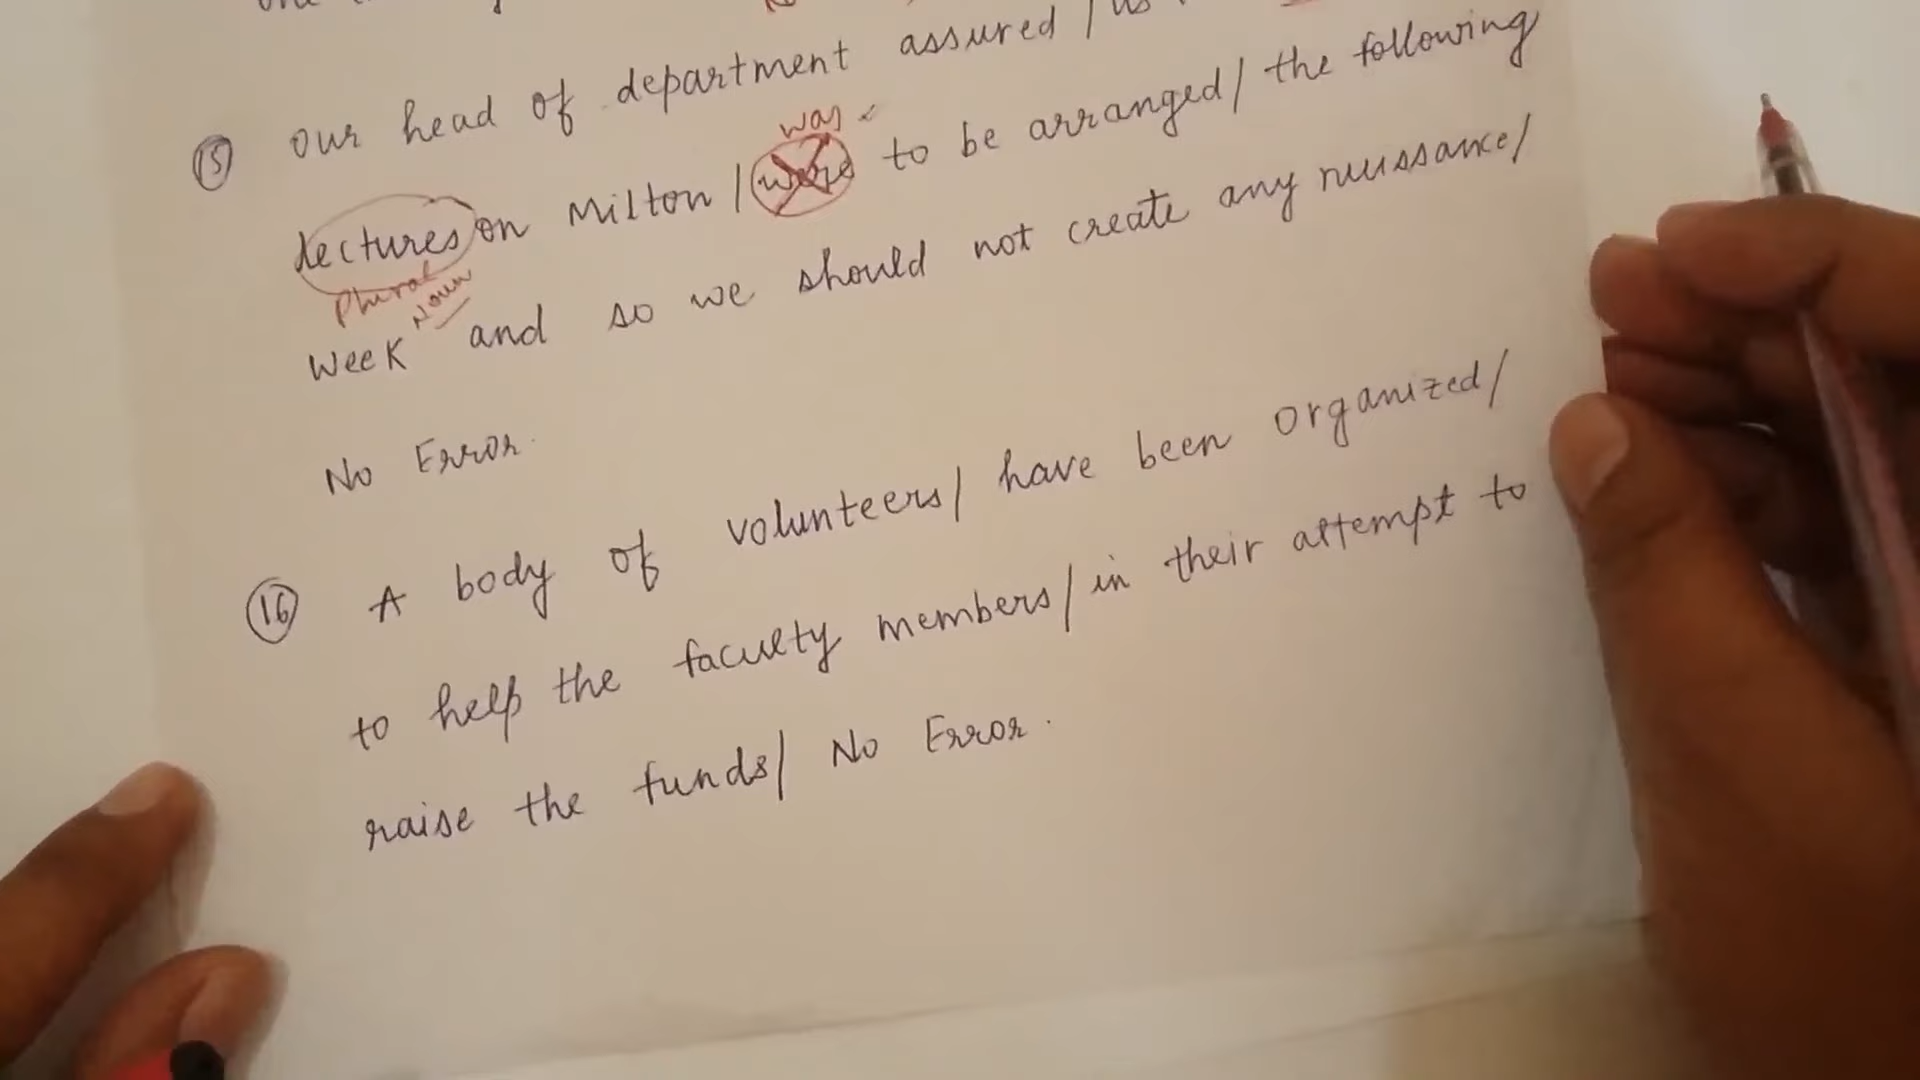 15 our head of department assured /
was
lectures on Milton / were to be arranged / the following
Plural
Noun
week and so we should not create any nuissance /
No Error.
16 A body of volunteers / have been organized /
to help the faculty members / in their attempt to
raise the funds / No Error.